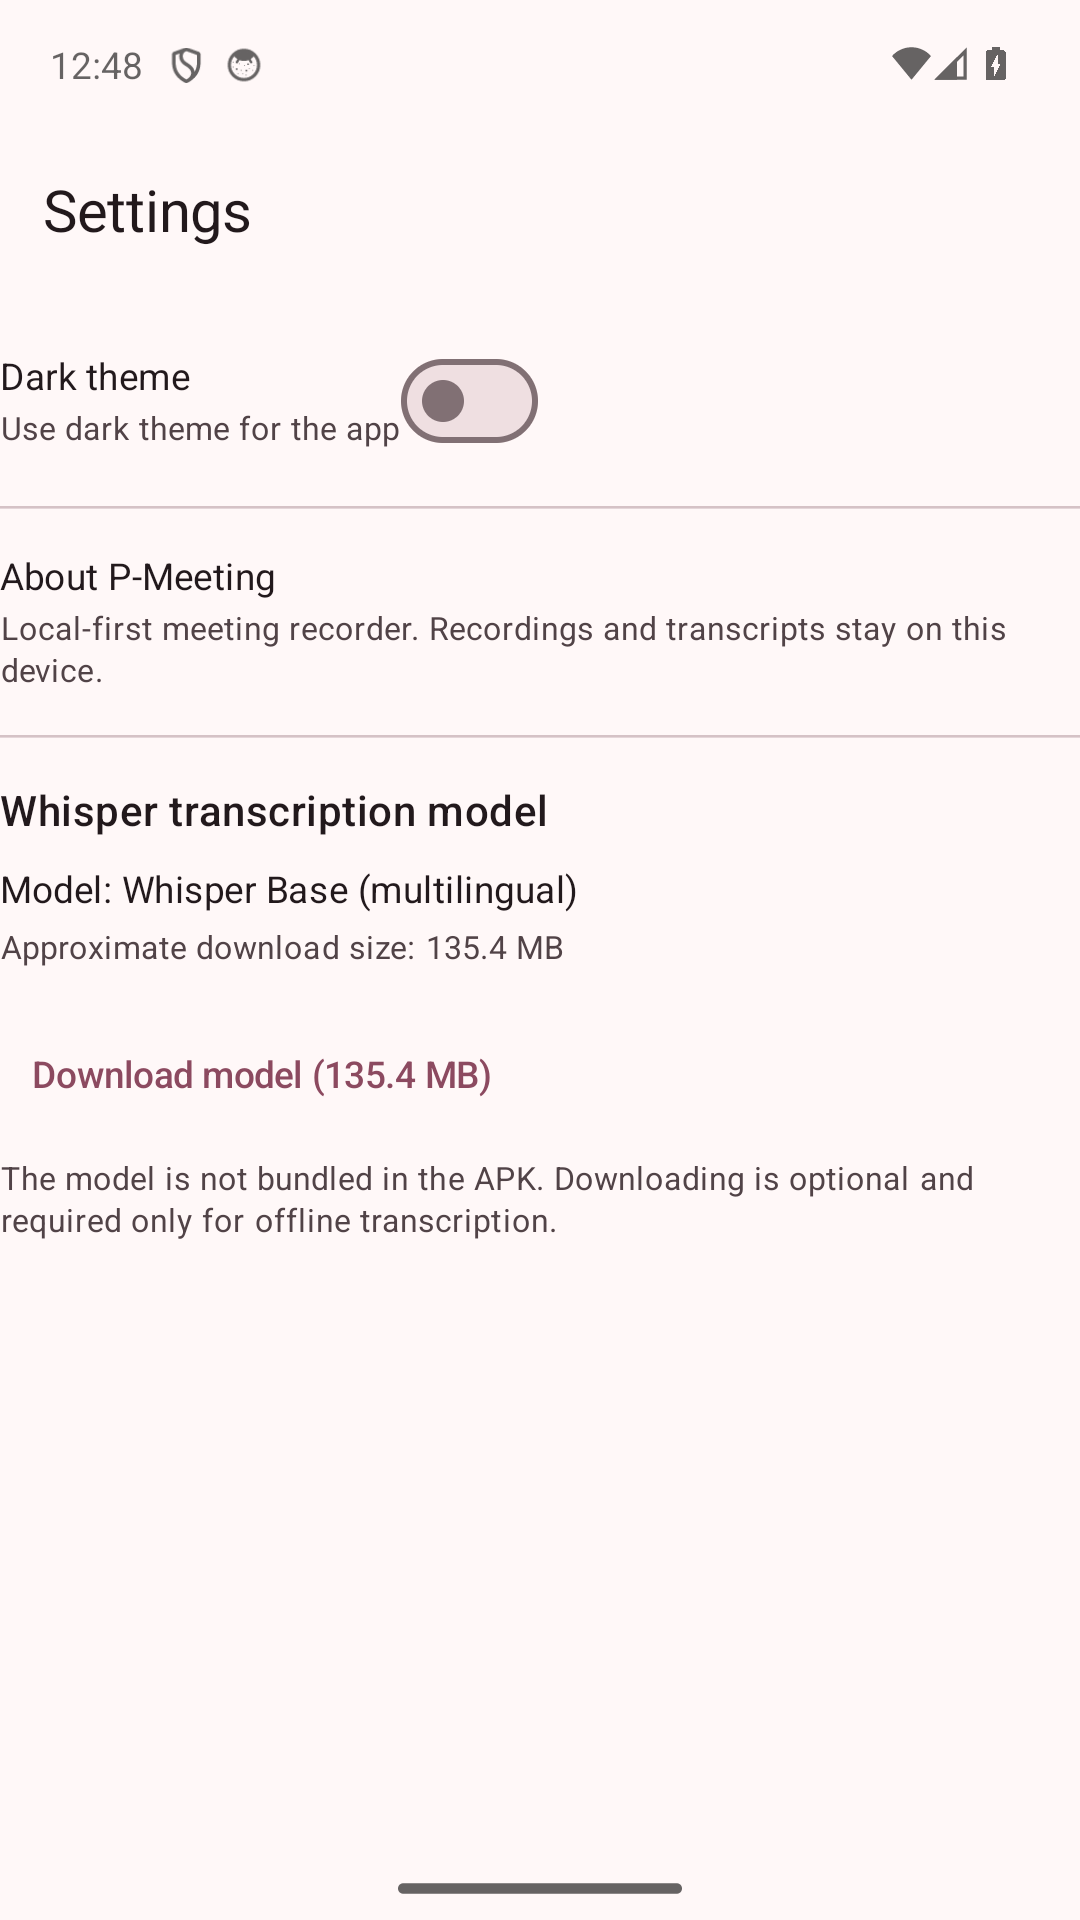 12:48
Settings
Dark theme
Use dark theme for the app
About P-Meeting
Local-first meeting recorder. Recordings and transcripts stay on this
device.
Whisper transcription model
Model: Whisper Base (multilingual)
Approximate download size: 135.4 MB
Download model (135.4 MB)
The model is not bundled in the APK. Downloading is optional and
required only for offline transcription.